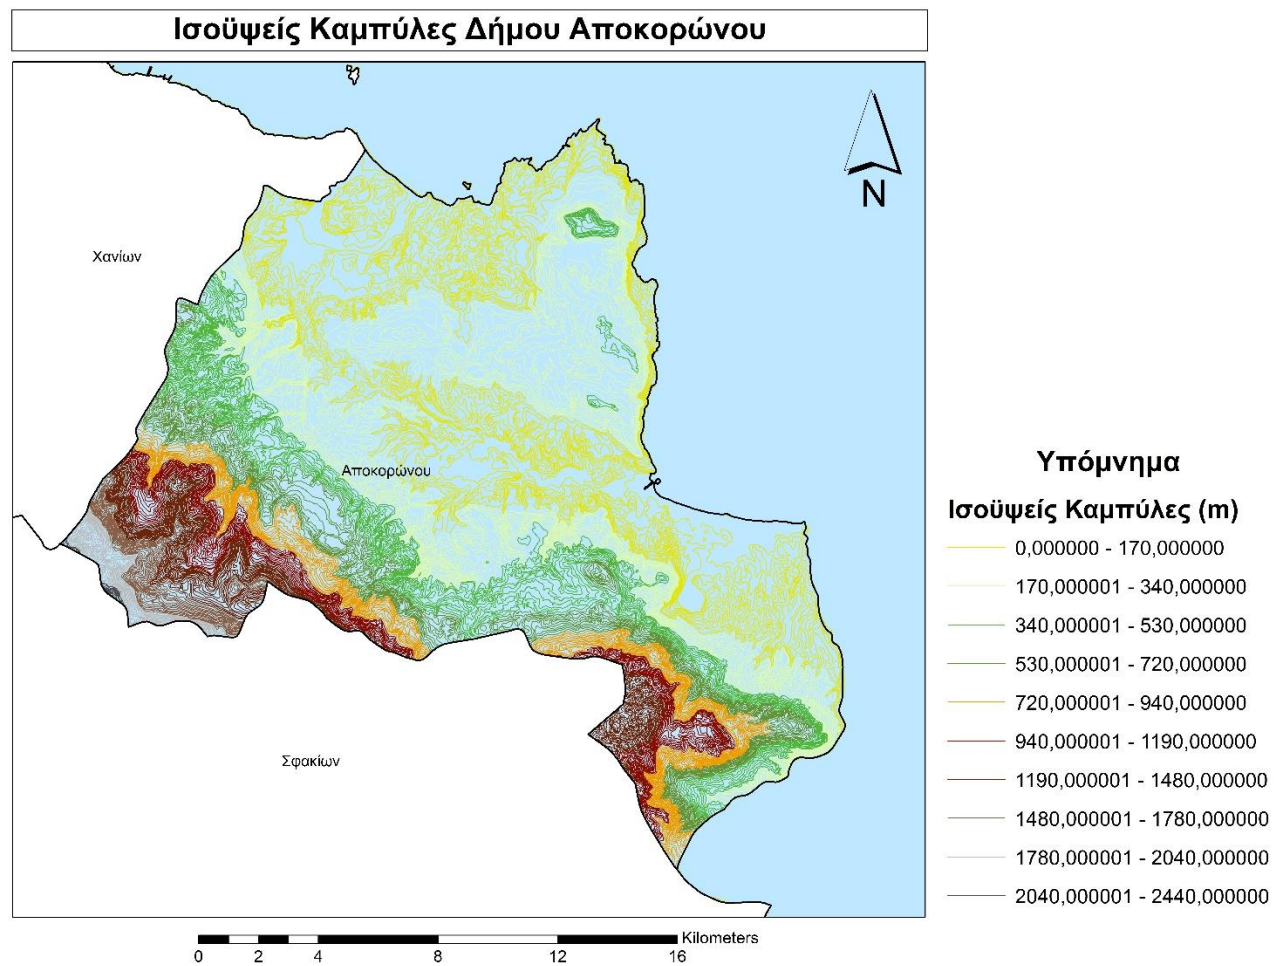 Ισοϋψείς Καμπύλες Δήμου Αποκορώνου
N
Χανίων
Αποκορώνου
Σφακίων
Υπόμνημα
Ισοϋψείς Καμπύλες (m)
0,000000 - 170,000000
170,000001 - 340,000000
340,000001 - 530,000000
530,000001 - 720,000000
720,000001 - 940,000000
940,000001 - 1190,000000
1190,000001 - 1480,000000
1480,000001 - 1780,000000
1780,000001 - 2040,000000
2040,000001 - 2440,000000
Kilometers
0 2 4 8 12 16